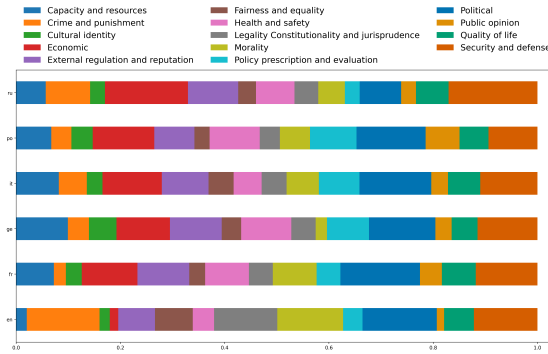 Capacity and resources
Crime and punishment
Cultural identity
Economic
External regulation and reputation
Fairness and equality
Health and safety
Legality Constitutionality and jurisprudence
Morality
Policy prescription and evaluation
Political
Public opinion
Quality of life
Security and defense
ru
po
it
ge
fr
en
0.0 0.2 0.4 0.6 0.8 1.0